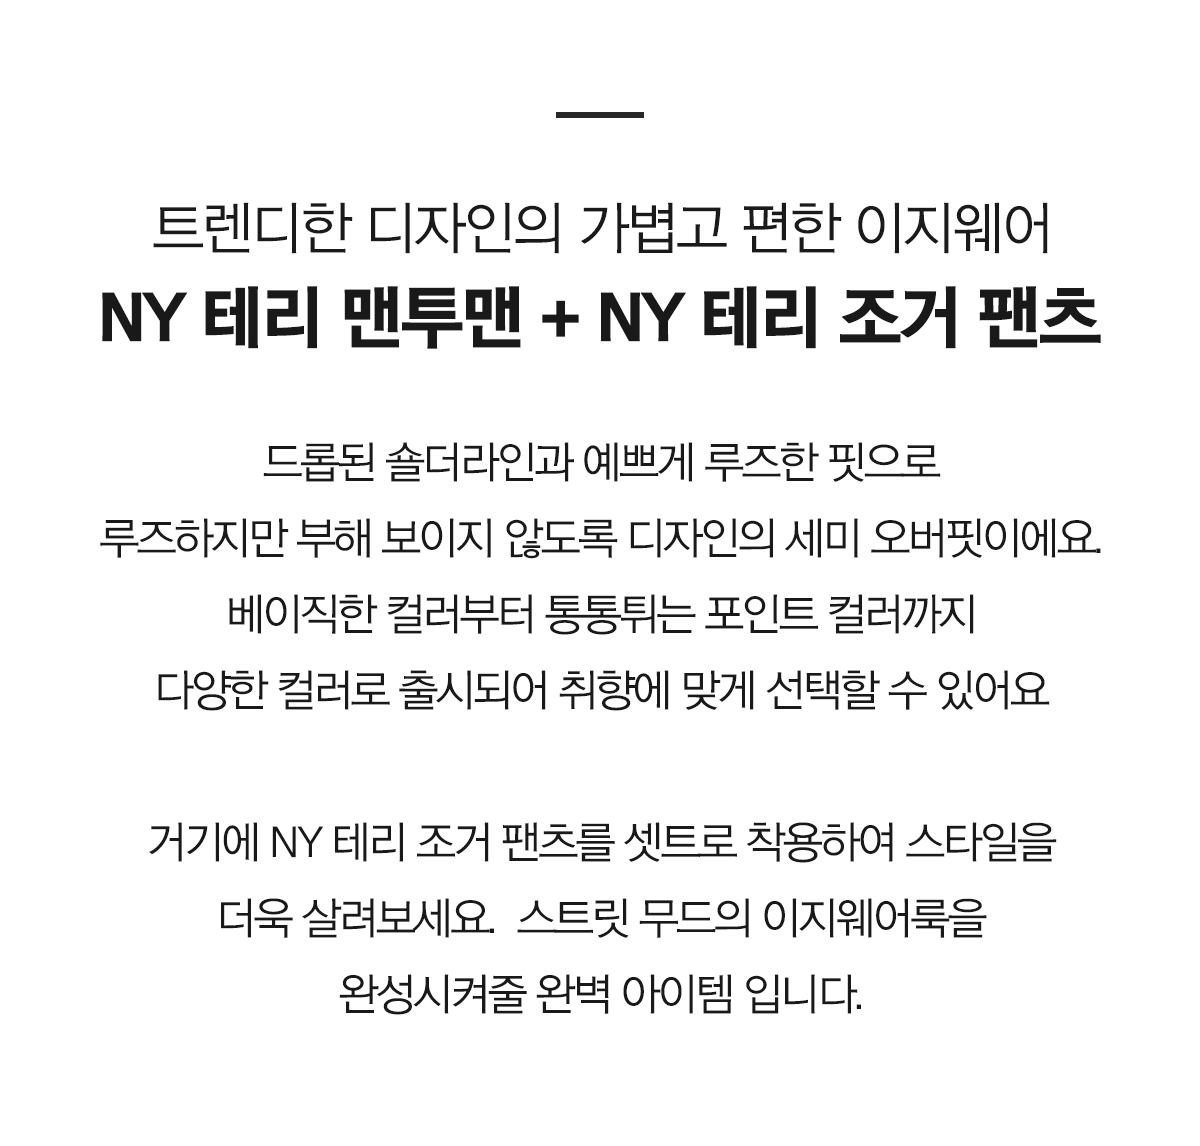 트렌디한 디자인의 가볍고 편한 이지웨어
NY 테리 맨투맨 + NY 테리 조거 팬츠
드롭된 숄더라인과 예쁘게 루즈한 핏으로
루즈하지만 부해 보이지 않도록 디자인의 세미 오버핏이에요.
베이직한 컬러부터 통통튀는 포인트 컬러까지
다양한 컬러로 출시되어 취향에 맞게 선택할 수 있어요
거기에 NY 테리 조거 팬츠를 셋트로 착용하여 스타일을
더욱 살려보세요.  스트릿 무드의 이지웨어룩을
완성시켜줄 완벽 아이템 입니다.